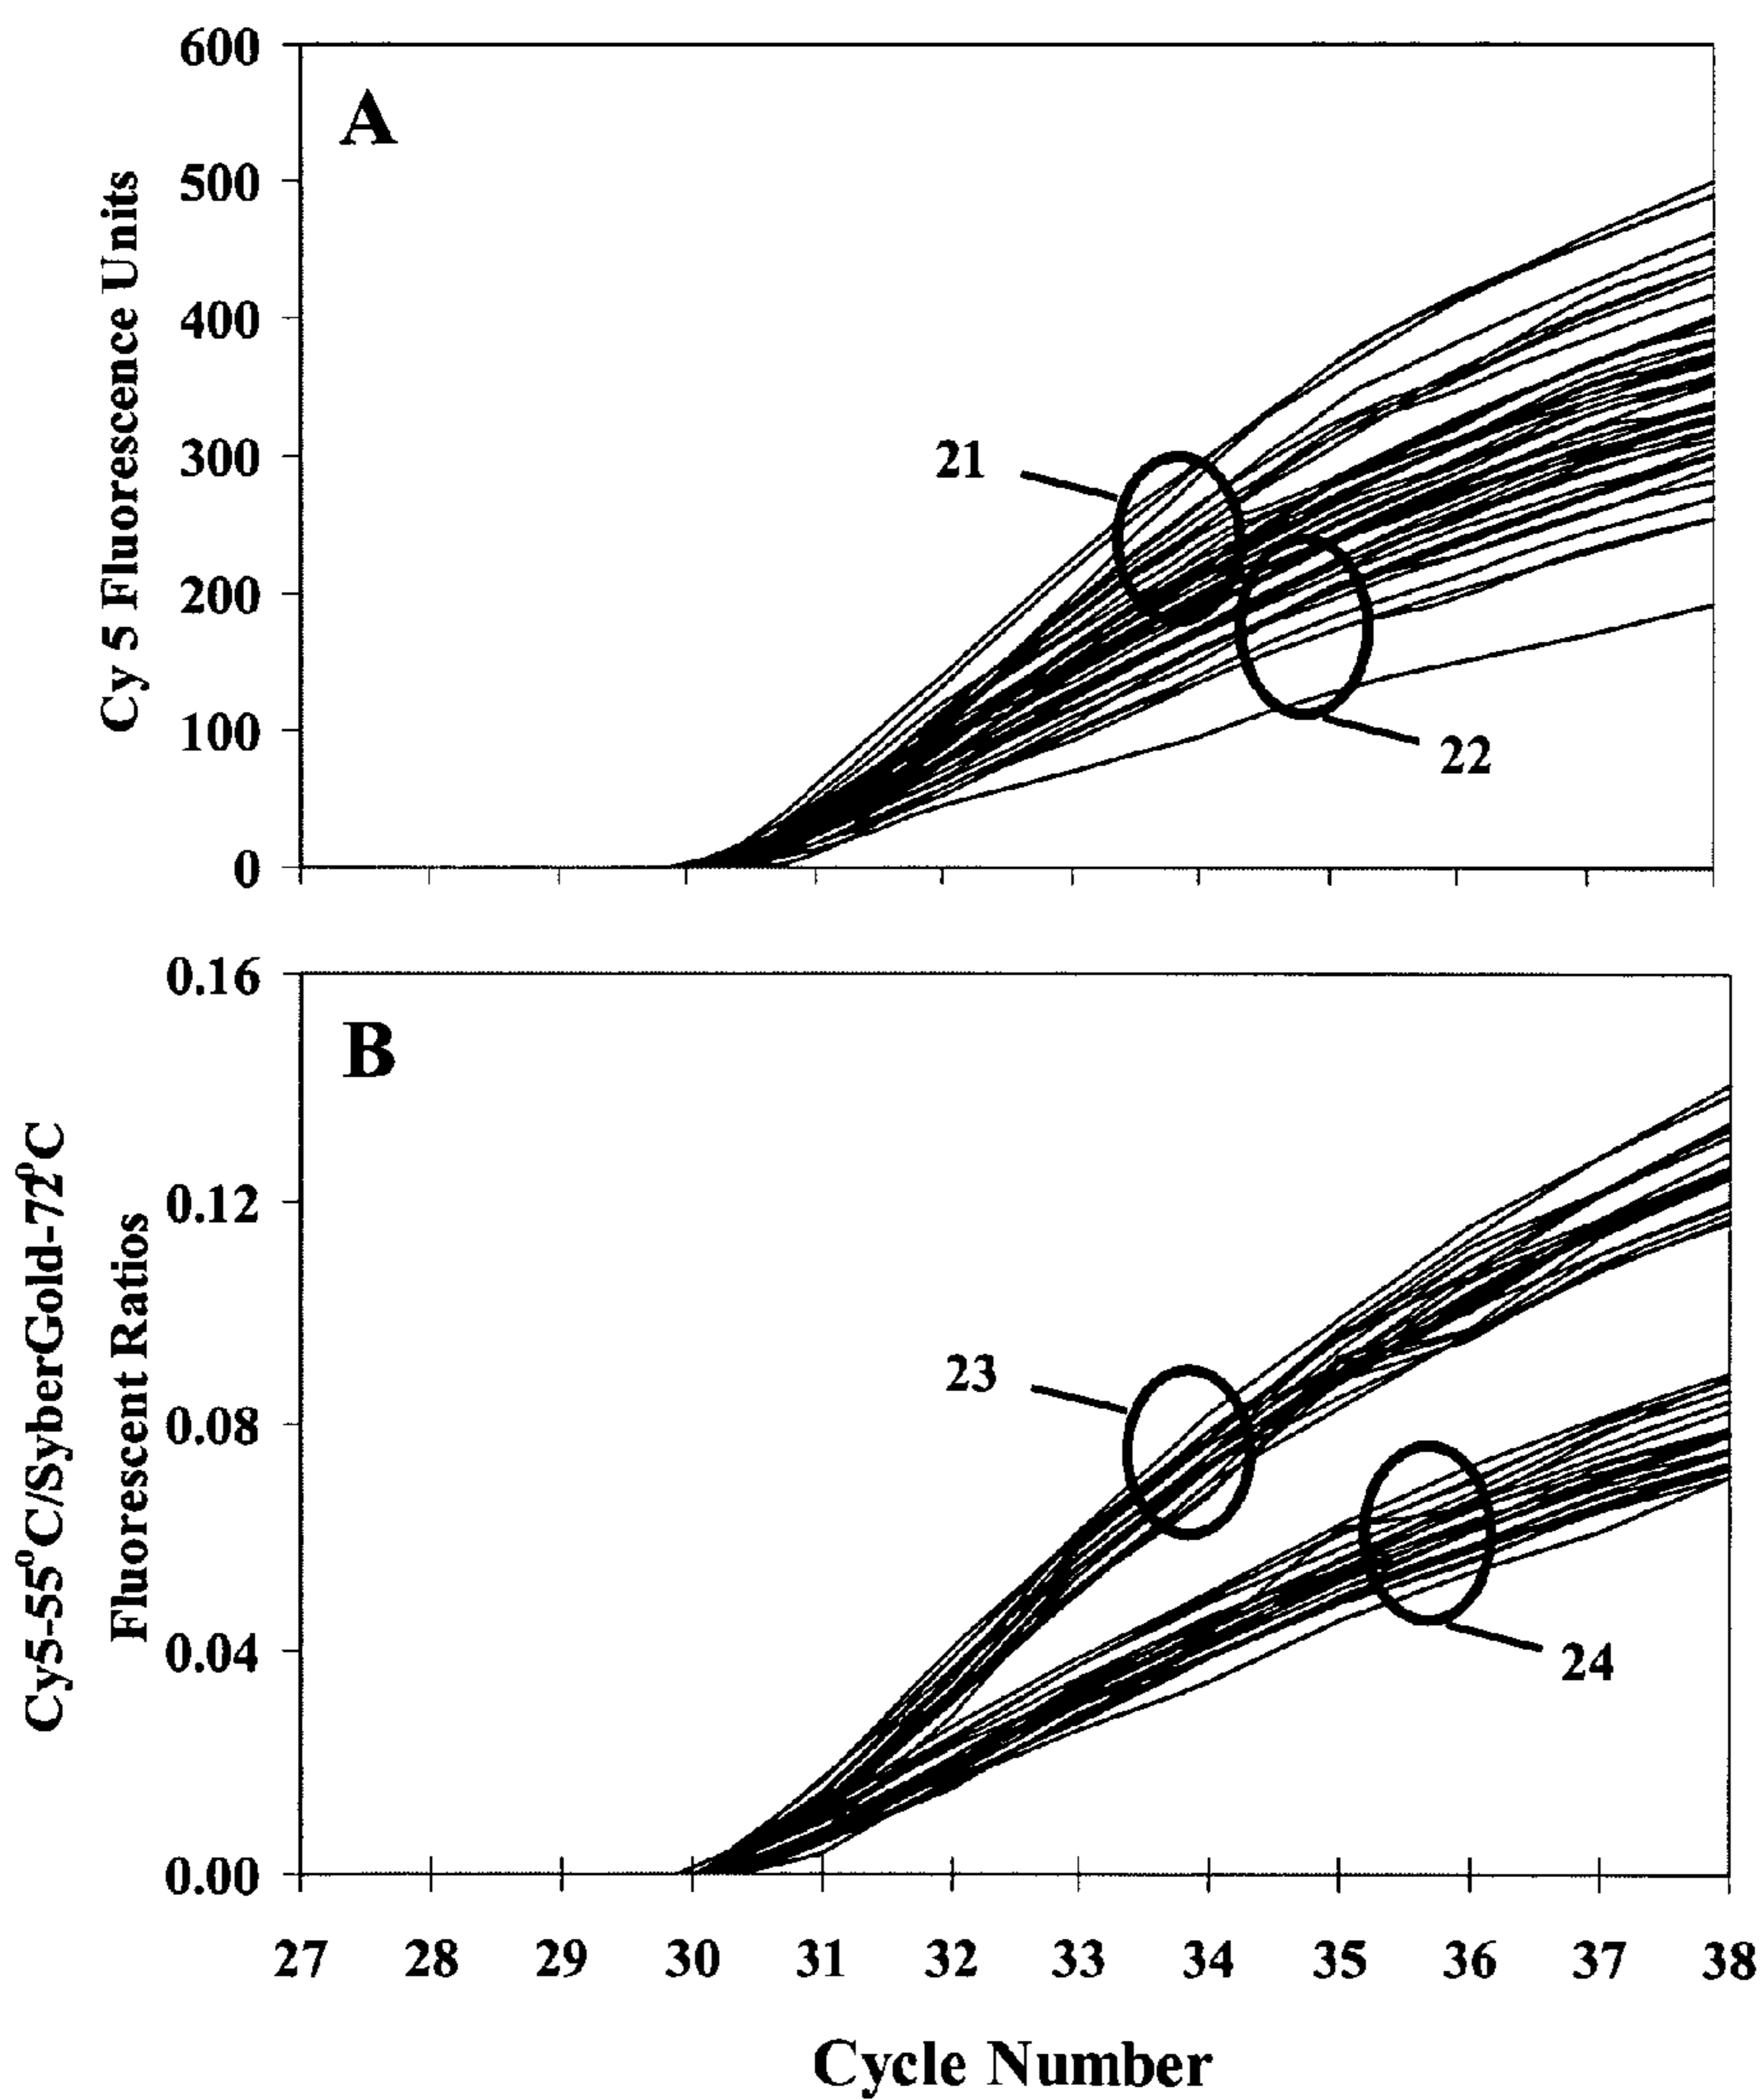 A
Cy 5 Fluorescence Units
600
500
400
300
200
100
0
21
22
B
Cy5-55°C/SyberGold-72°C
Fluorescent Ratios
0.16
0.12
0.08
0.04
0.00
23
24
27 28 29 30 31 32 33 34 35 36 37 38
Cycle Number